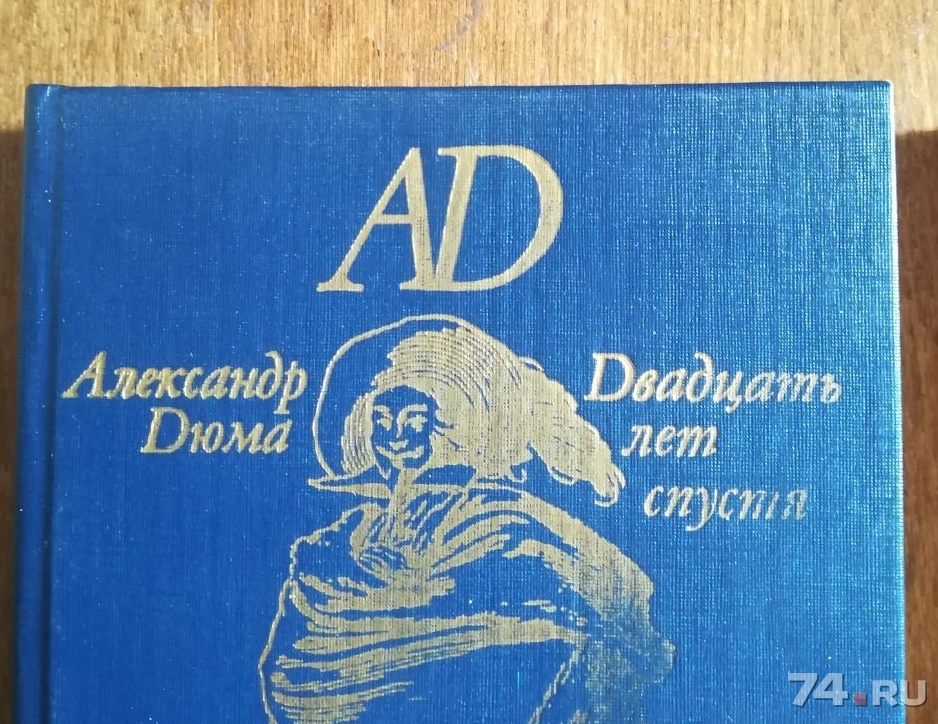 AD
Александр
Дюма
Двадцать
лет
спустя
74.RU